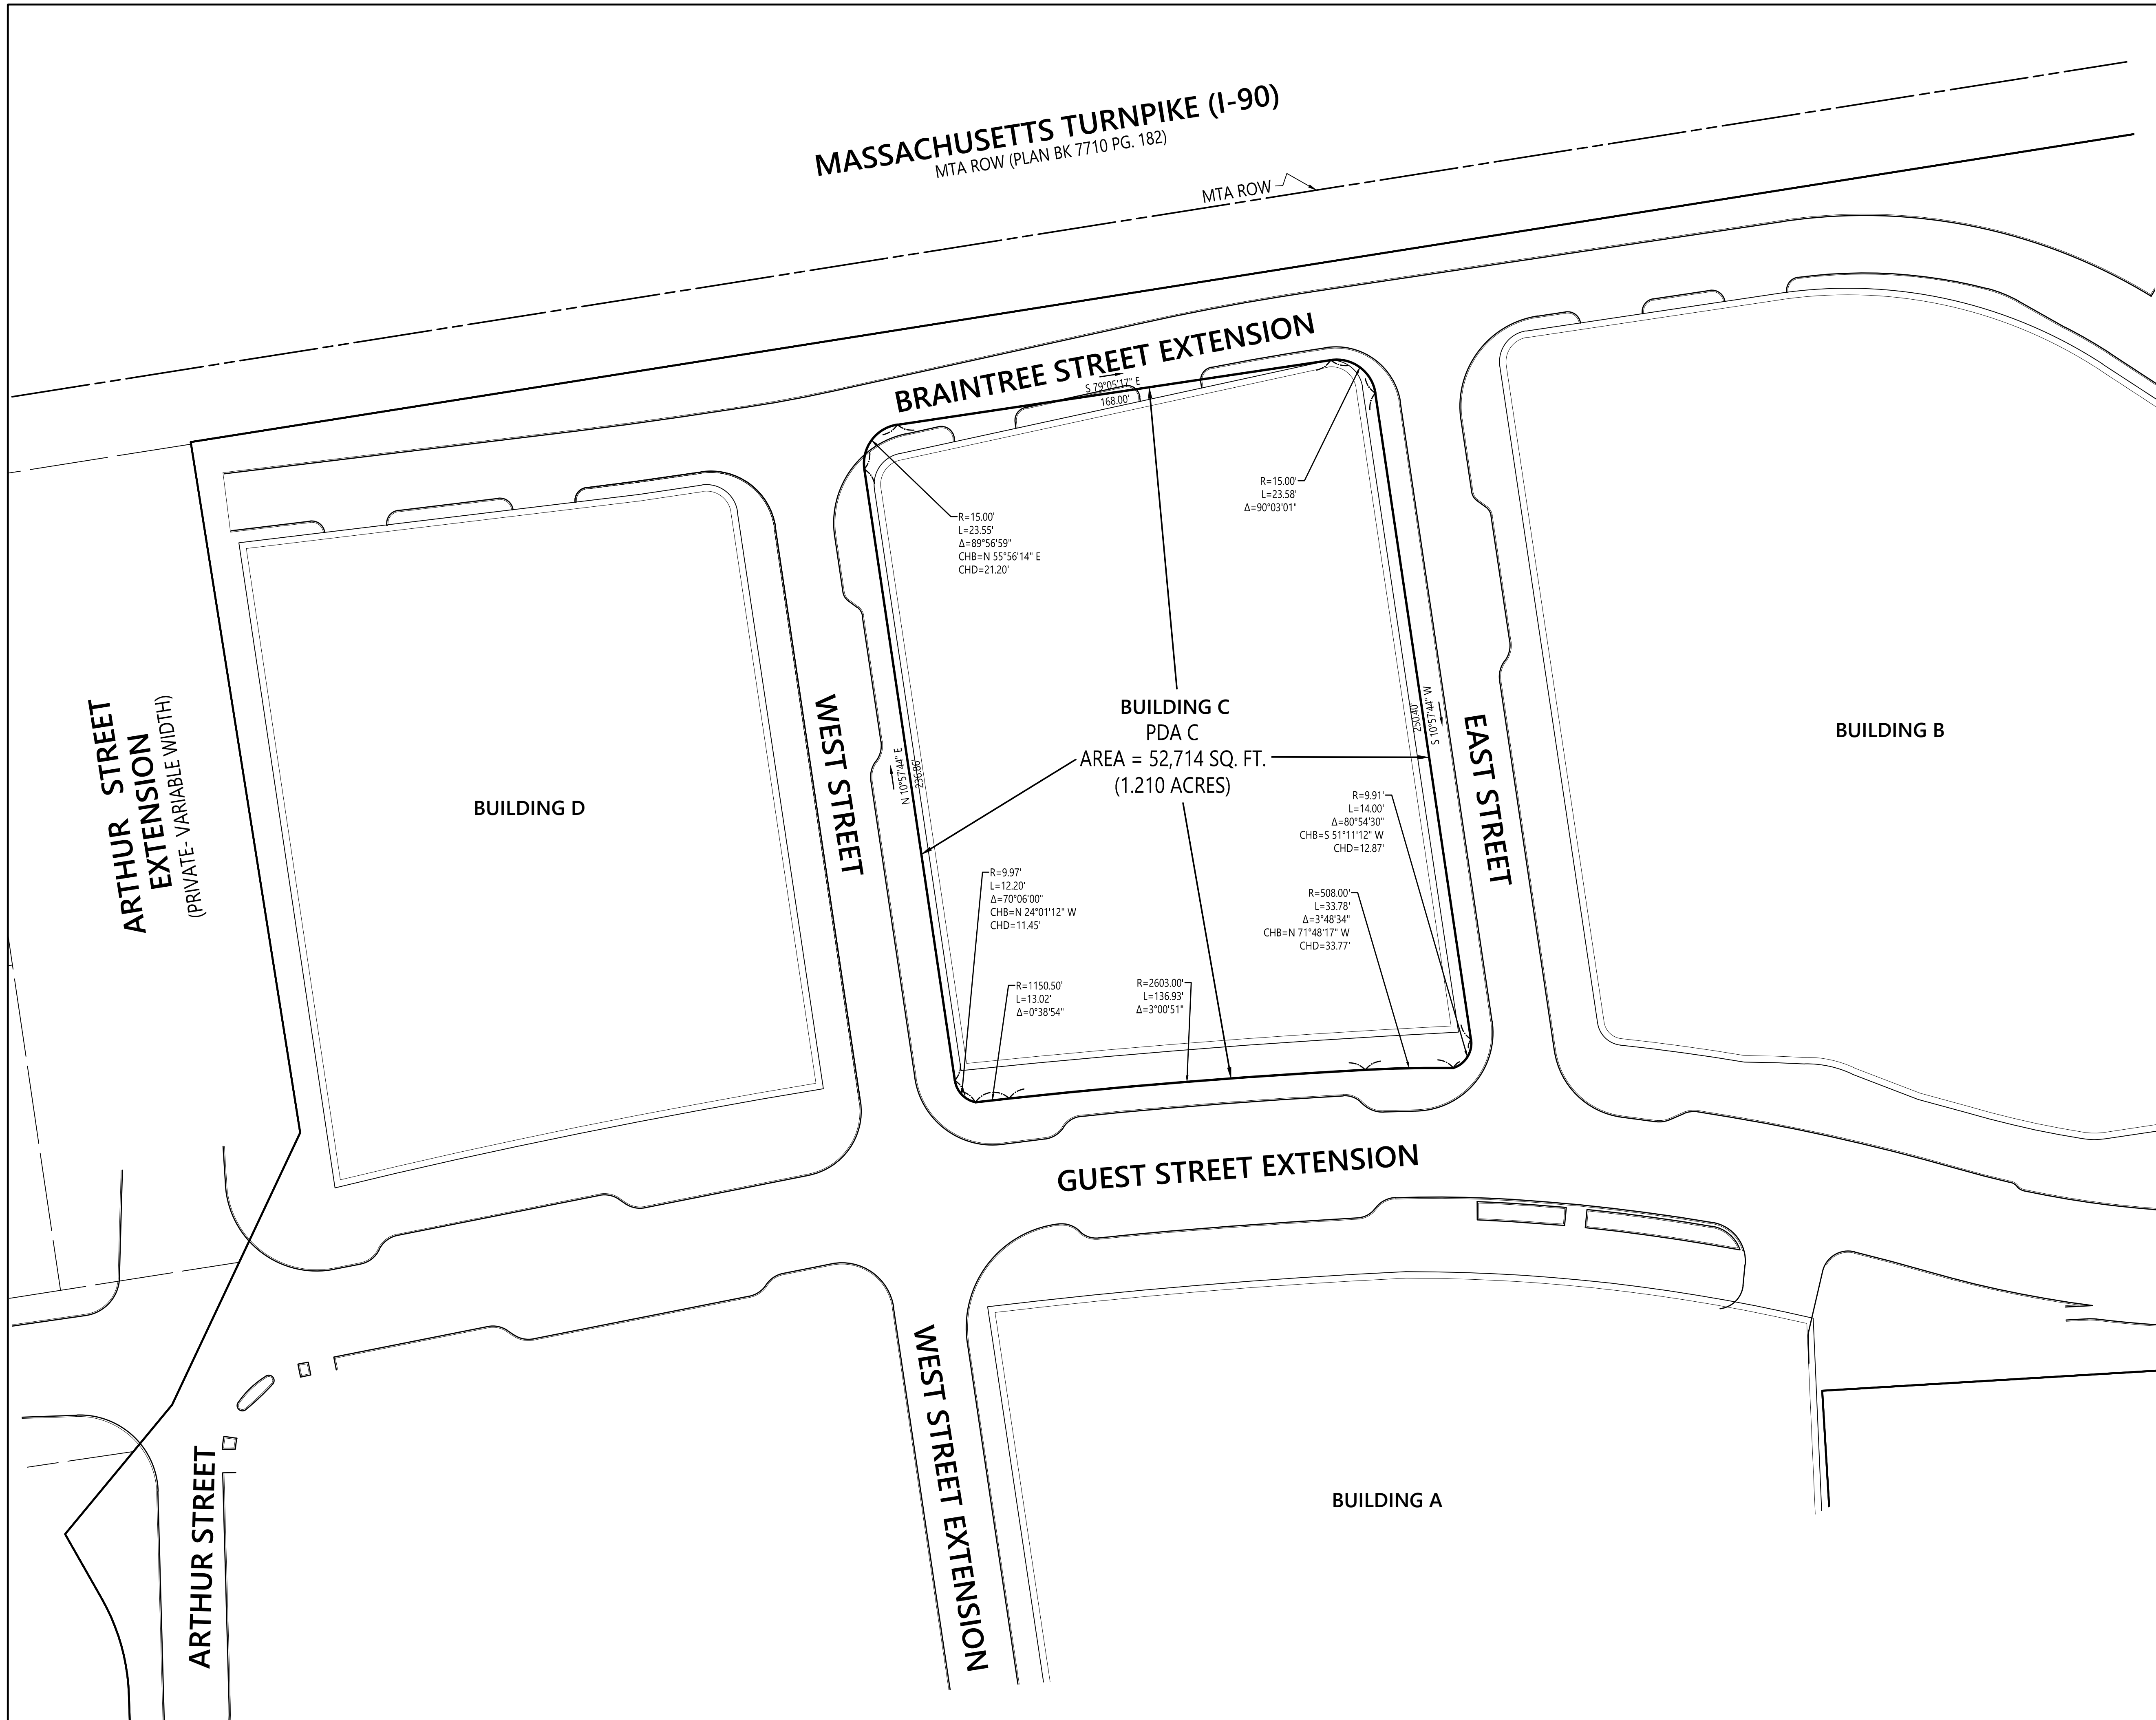 MASSACHUSETTS TURNPIKE (I-90)
MTA ROW (PLAN BK 7710 PG. 182)
MTA ROW
BRAINTREE STREET EXTENSION
S 79°05'17" E
168.00'
R=15.00'
L=23.58'
Δ=90°03'01"
R=15.00'
L=23.55'
Δ=89°56'59"
CHB=N 55°56'14" E
CHD=21.20'
BUILDING C
PDA C
AREA = 52,714 SQ. FT.
(1.210 ACRES)
N 10°57'44" E
236.86'
250.40'
S 10°57'44" W
WEST STREET
EAST STREET
BUILDING B
BUILDING D
ARTHUR STREET
EXTENSION
(PRIVATE- VARIABLE WIDTH)
R=9.91'
L=14.00'
Δ=80°54'30"
CHB=S 51°11'12" W
CHD=12.87'
R=9.97'
L=12.20'
Δ=70°06'00"
CHB=N 24°01'12" W
CHD=11.45'
R=508.00'
L=33.78'
Δ=3°48'34"
CHB=N 71°48'17" W
CHD=33.77'
R=1150.50'
L=13.02'
Δ=0°38'54"
R=2603.00'
L=136.93'
Δ=3°00'51"
GUEST STREET EXTENSION
WEST STREET EXTENSION
ARTHUR STREET
BUILDING A